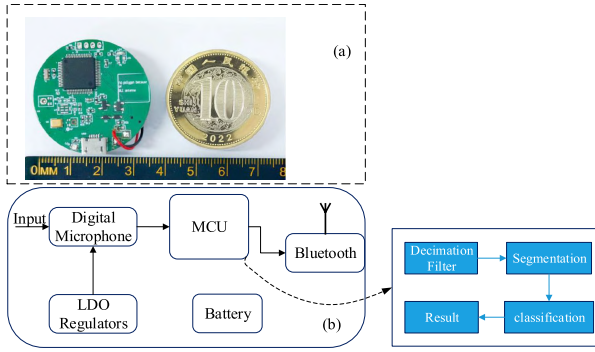 (a)
10
YUAN
2022
0MM 1 2 3 4 5 6 7 8
Input
Digital
Microphone
MCU
Bluetooth
LDO
Regulators
Battery
(b)
Decimation
Filter
Segmentation
Result
classification